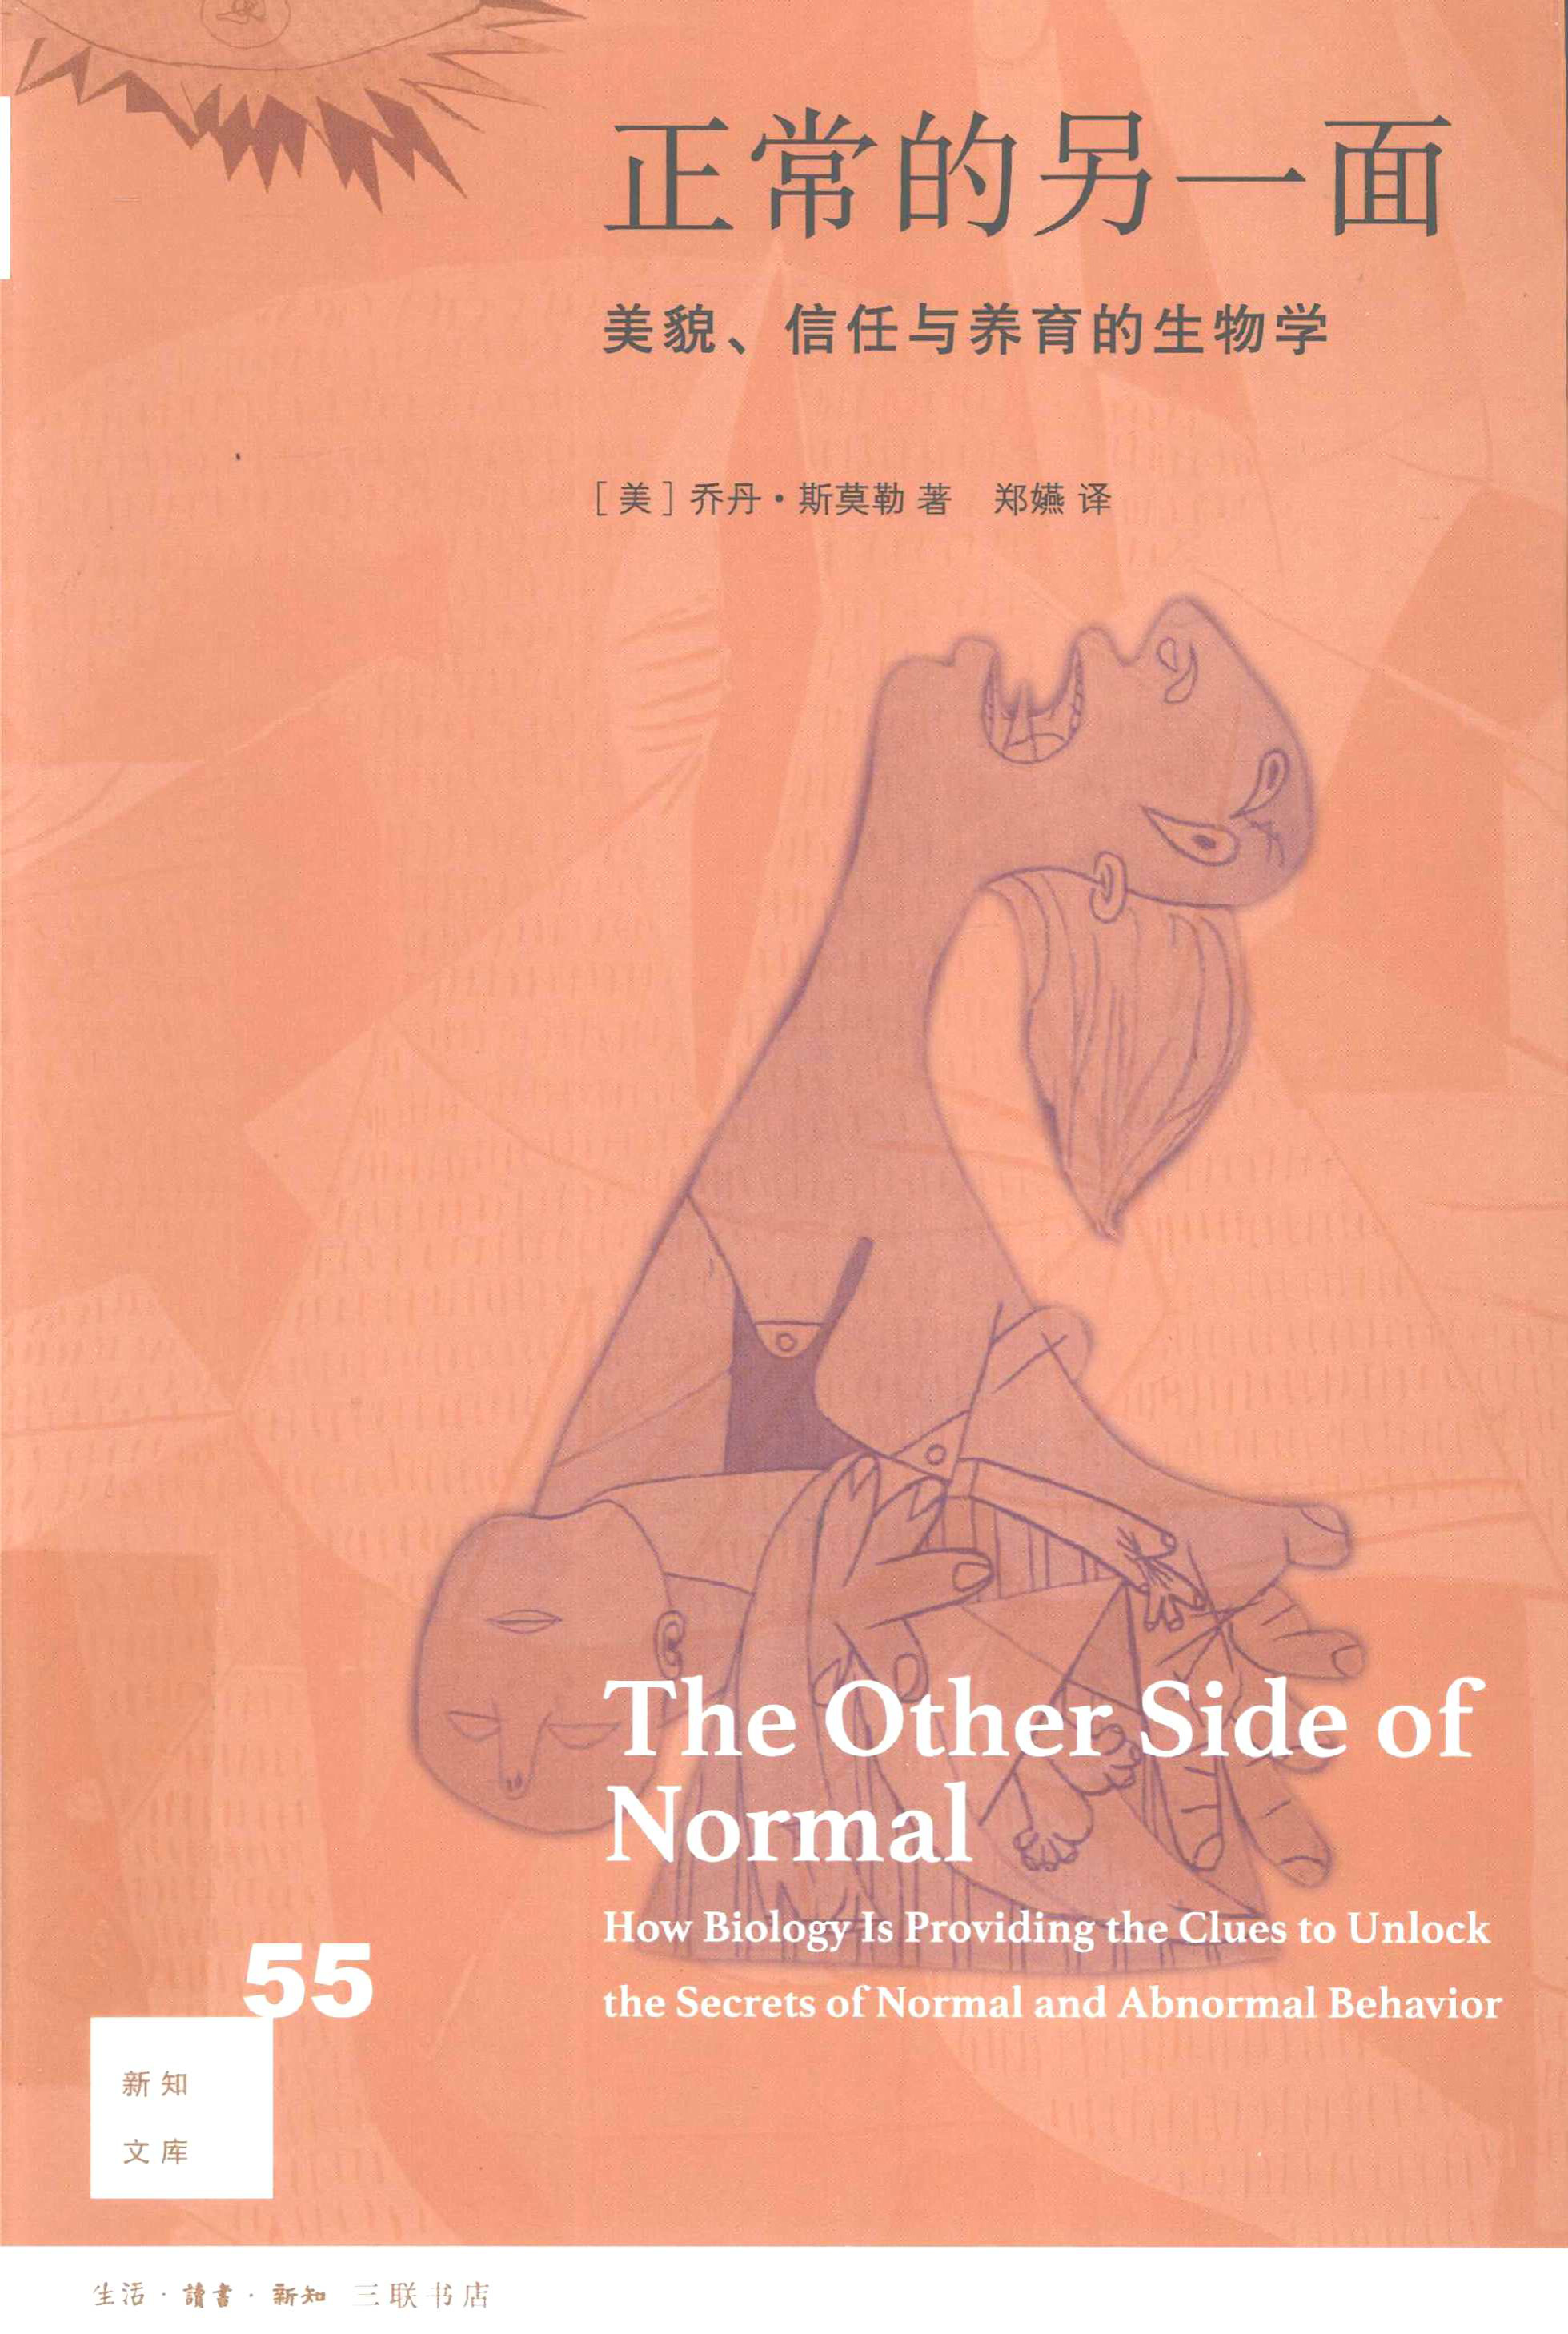 正常的另一面
美貌、信任与养育的生物学
［美］乔丹·斯莫勒 著 郑嬿 译
The Other Side of
Normal
How Biology Is Providing the Clues to Unlock
the Secrets of Normal and Abnormal Behavior
55
新知
文库
生活·讀書·新知 三联书店